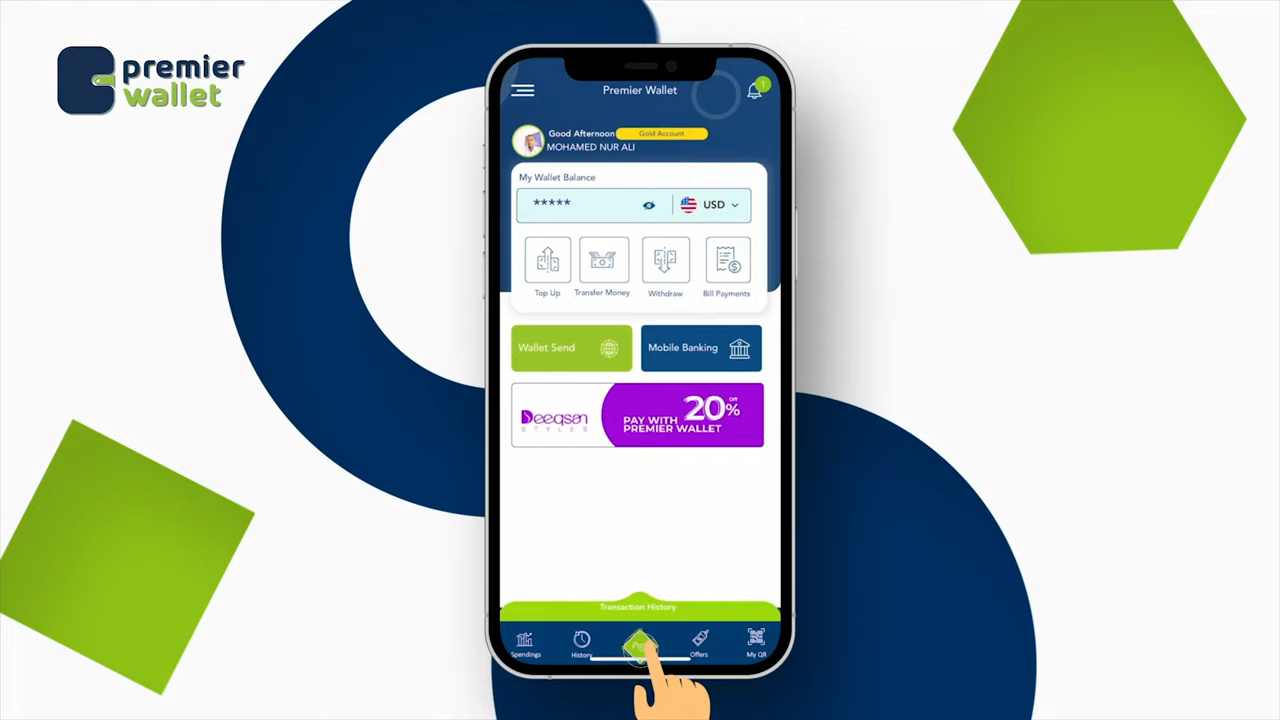 premier
wallet
Premier Wallet
1
Good Afternoon
Gold Account
MOHAMED NUR ALI
My Wallet Balance
*****
USD
Top Up
Transfer Money
Withdraw
Bill Payments
Wallet Send
Mobile Banking
Deeqsan
STYLES
20% Off
PAY WITH
PREMIER WALLET
Transaction History
Spendings
History
Offers
My QR